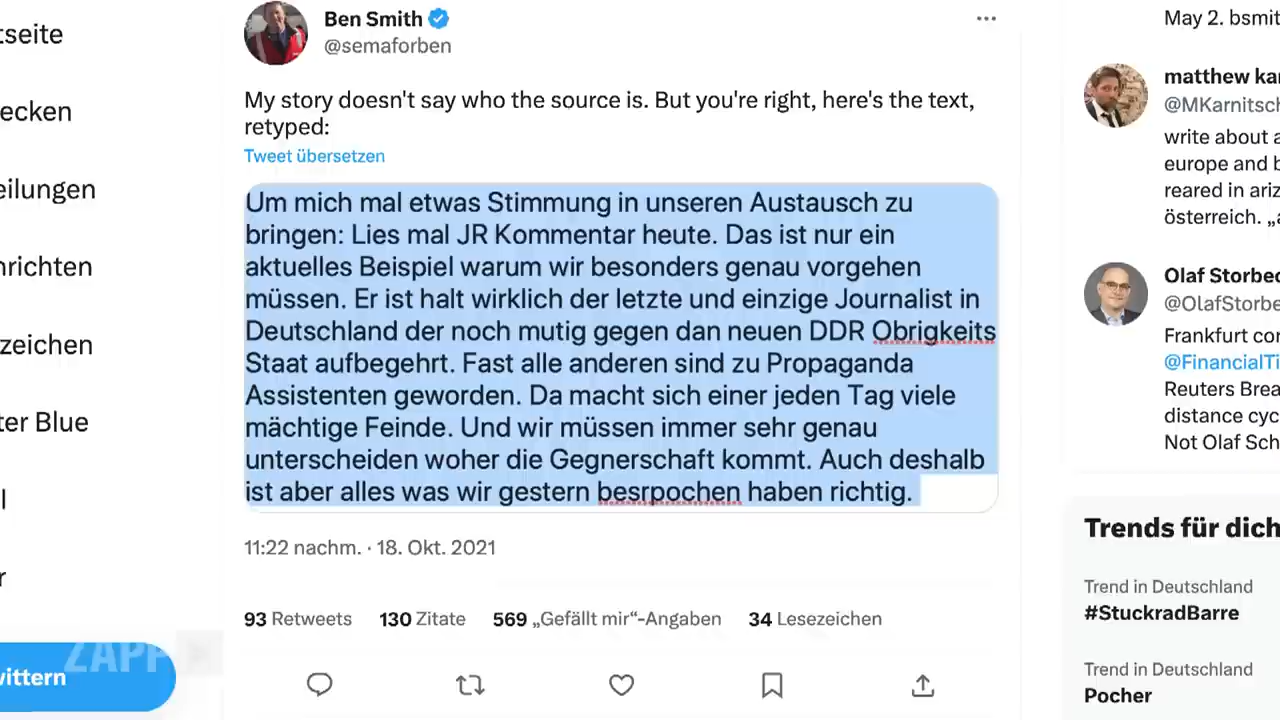 tseite
ecken
eilungen
nrichten
zeichen
ter Blue
l
r
wittern
ZAPP
Ben Smith
@semaforben
My story doesn't say who the source is. But you're right, here's the text,
retyped:
Tweet übersetzen
Um mich mal etwas Stimmung in unseren Austausch zu
bringen: Lies mal JR Kommentar heute. Das ist nur ein
aktuelles Beispiel warum wir besonders genau vorgehen
müssen. Er ist halt wirklich der letzte und einzige Journalist in
Deutschland der noch mutig gegen dan neuen DDR Obrigkeits
Staat aufbegehrt. Fast alle anderen sind zu Propaganda
Assistenten geworden. Da macht sich einer jeden Tag viele
mächtige Feinde. Und wir müssen immer sehr genau
unterscheiden woher die Gegnerschaft kommt. Auch deshalb
ist aber alles was wir gestern besrpochen haben richtig.
11:22 nachm. · 18. Okt. 2021
93 Retweets 130 Zitate 569 „Gefällt mir“-Angaben 34 Lesezeichen
May 2. bsmit
matthew kar
@MKarnitsch
write about a
europe and b
reared in ariz
österreich. „a
Olaf Storbec
@OlafStorbe
Frankfurt cor
@FinancialTi
Reuters Brea
distance cyc
Not Olaf Sch
Trends für dich
Trend in Deutschland
#StuckradBarre
Trend in Deutschland
Pocher